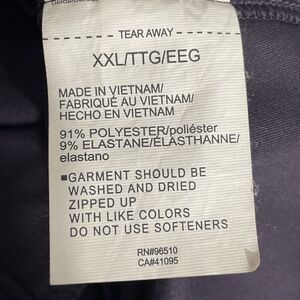 TEAR AWAY
XXL/TTG/EEG
MADE IN VIETNAM/
FABRIQUÉ AU VIETNAM/
HECHO EN VIETNAM
91% POLYESTER/poliéster
9% ELASTANE/ÉLASTHANNE/
elastano
■GARMENT SHOULD BE
WASHED AND DRIED
ZIPPED UP
WITH LIKE COLORS
DO NOT USE SOFTENERS
RN#96510
CA#41095